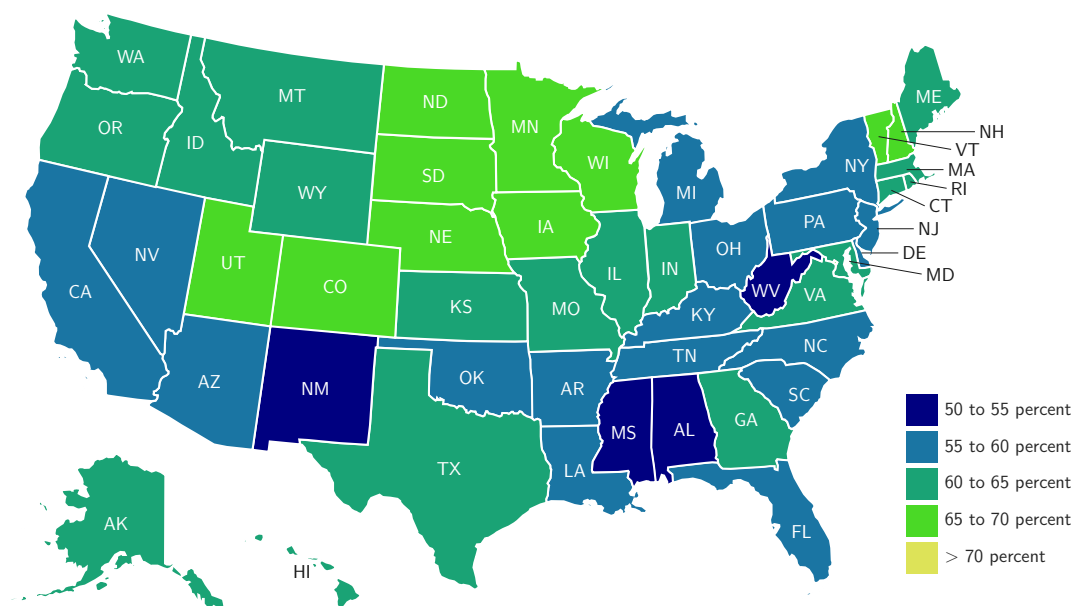 WA
ME
MT
ND
MN
OR
NH
ID
VT
WI
NY
MA
SD
RI
WY
MI
CT
PA
NJ
IA
NE
OH
NV
DE
UT
IL
IN
MD
CO
WV
CA
VA
KS
MO
KY
NC
TN
OK
AZ
NM
AR
SC
50 to 55 percent
GA
MS
AL
55 to 60 percent
TX
LA
60 to 65 percent
65 to 70 percent
AK
FL
> 70 percent
HI